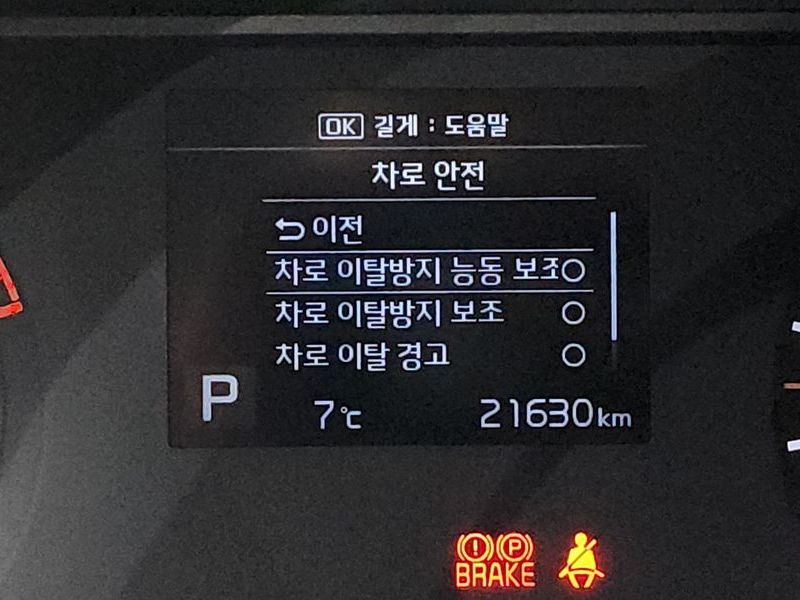 OK 길게 : 도움말
차로 안전
이전
차로 이탈방지 능동 보조
차로 이탈방지 보조
차로 이탈 경고
P 7℃ 21630km
P
BRAKE